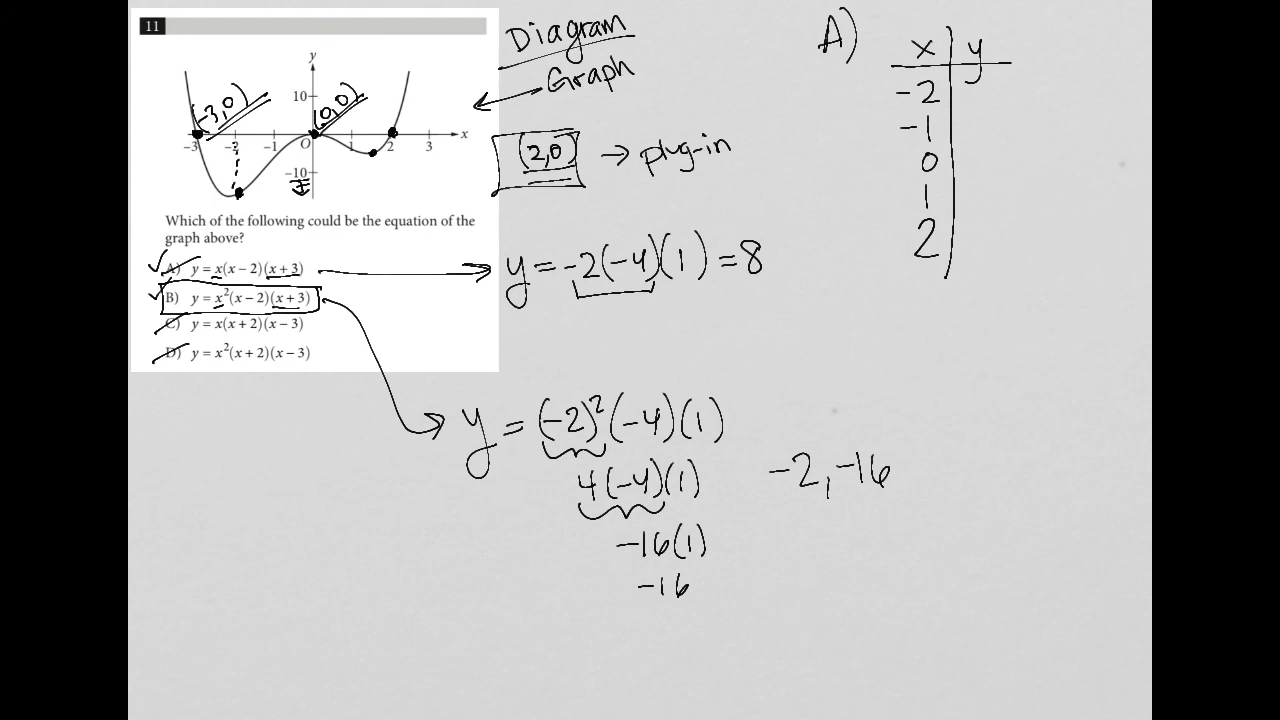 11
y
10
-3 -2 -1 O 1 2 3 x
-10
(-3,0)
(0,0)
Which of the following could be the equation of the
graph above?
A) y = x(x − 2)(x + 3)
B) y = x²(x − 2)(x + 3)
C) y = x(x + 2)(x − 3)
D) y = x²(x + 2)(x − 3)
Diagram
Graph
(2,0) → plug-in
y = -2(-4)(1) = 8
y = (-2)²(-4)(1)
4(-4)(1)
-16(1)
-16
-2, -16
A)
x y
-2
-1
0
1
2